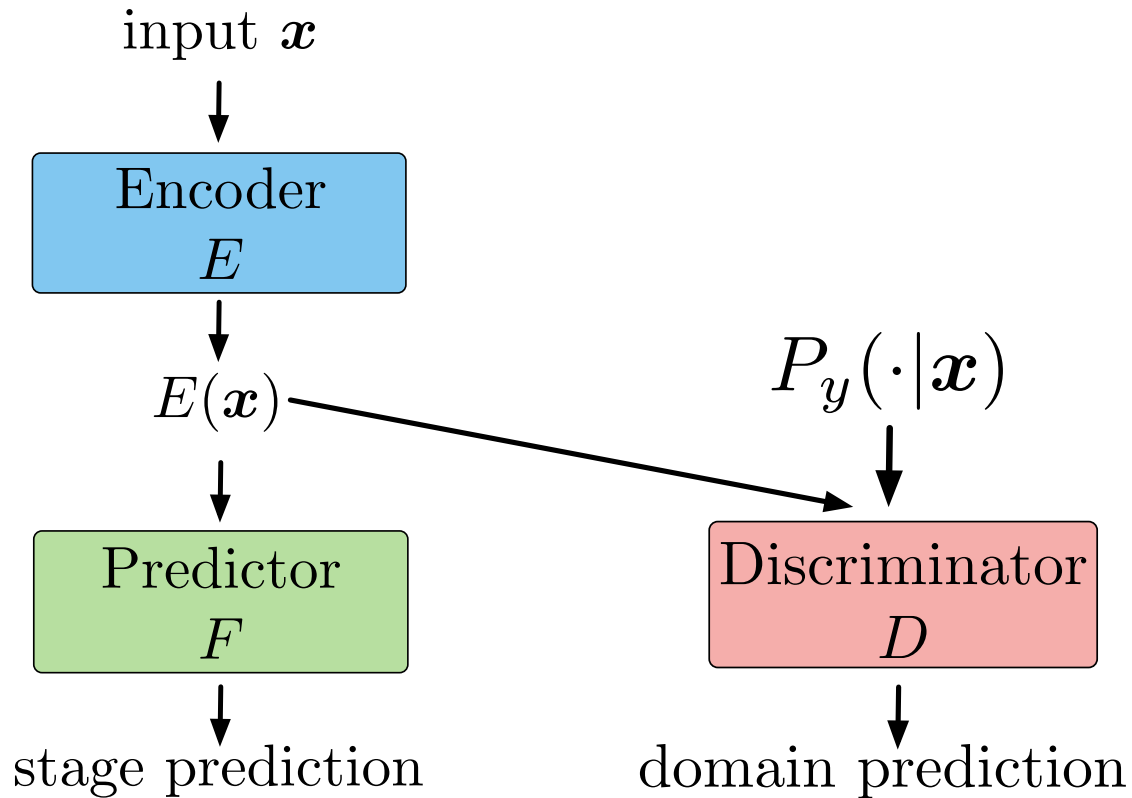 input x
Encoder
E
E(x)
P_y(·|x)
Predictor
F
Discriminator
D
stage prediction
domain prediction